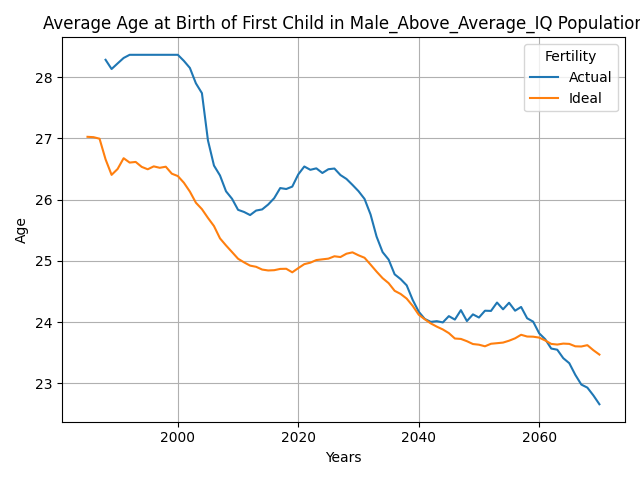 Average Age at Birth of First Child in Male_Above_Average_IQ Population
Fertility
Actual
Ideal
28
27
26
25
24
23
Age
2000
2020
2040
2060
Years